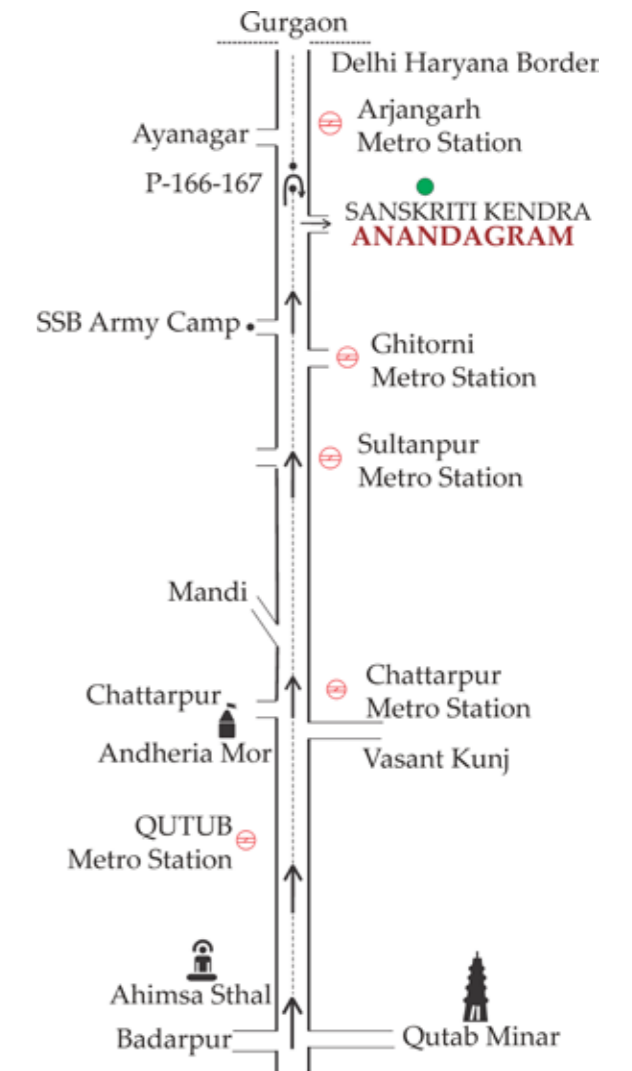 Gurgaon
Delhi Haryana Border
Arjangarh
Metro Station
Ayanagar
P-166-167
SANSKRITI KENDRA
ANANDAGRAM
SSB Army Camp
Ghitorni
Metro Station
Sultanpur
Metro Station
Mandi
Chattarpur
Metro Station
Chattarpur
Andheria Mor
Vasant Kunj
QUTUB
Metro Station
Ahimsa Sthal
Badarpur
Qutab Minar